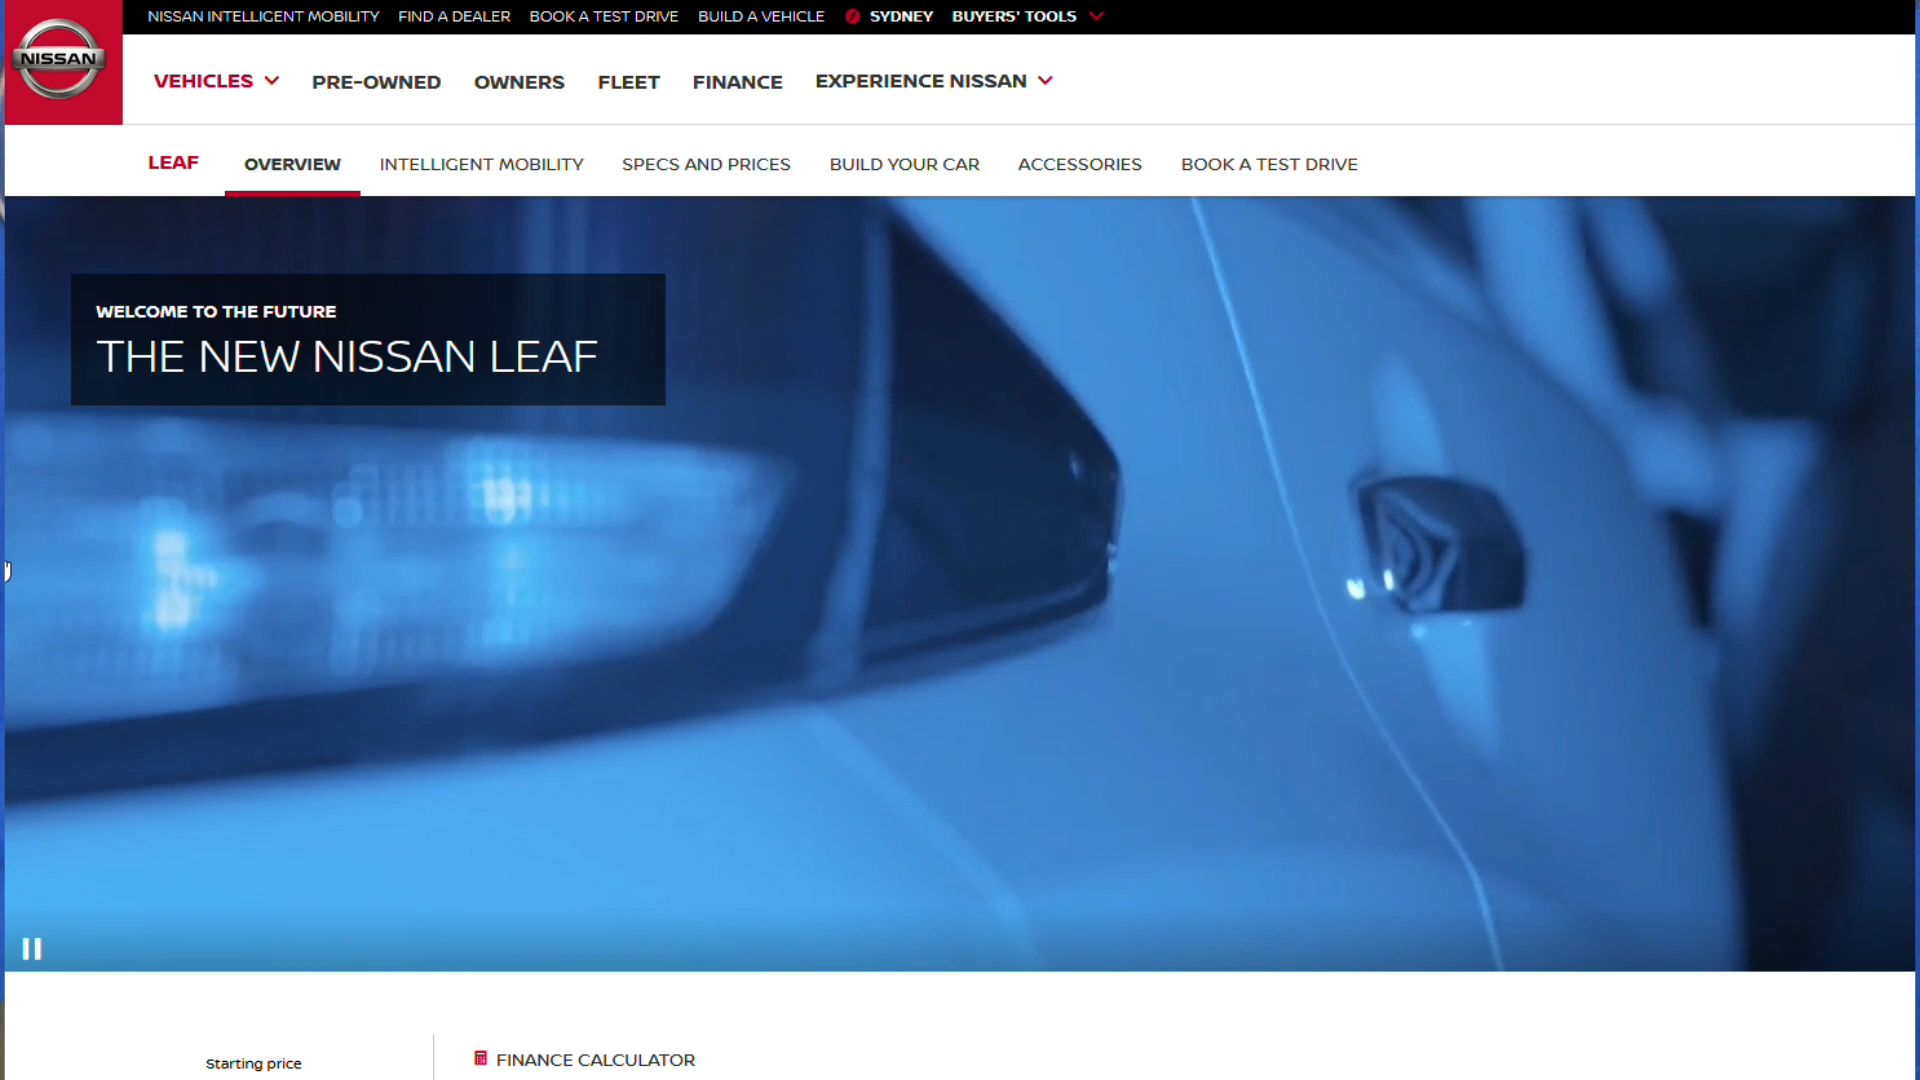 NISSAN INTELLIGENT MOBILITY FIND A DEALER BOOK A TEST DRIVE BUILD A VEHICLE SYDNEY BUYERS' TOOLS
NISSAN
VEHICLES PRE-OWNED OWNERS FLEET FINANCE EXPERIENCE NISSAN
LEAF OVERVIEW INTELLIGENT MOBILITY SPECS AND PRICES BUILD YOUR CAR ACCESSORIES BOOK A TEST DRIVE
WELCOME TO THE FUTURE
THE NEW NISSAN LEAF
Starting price
FINANCE CALCULATOR